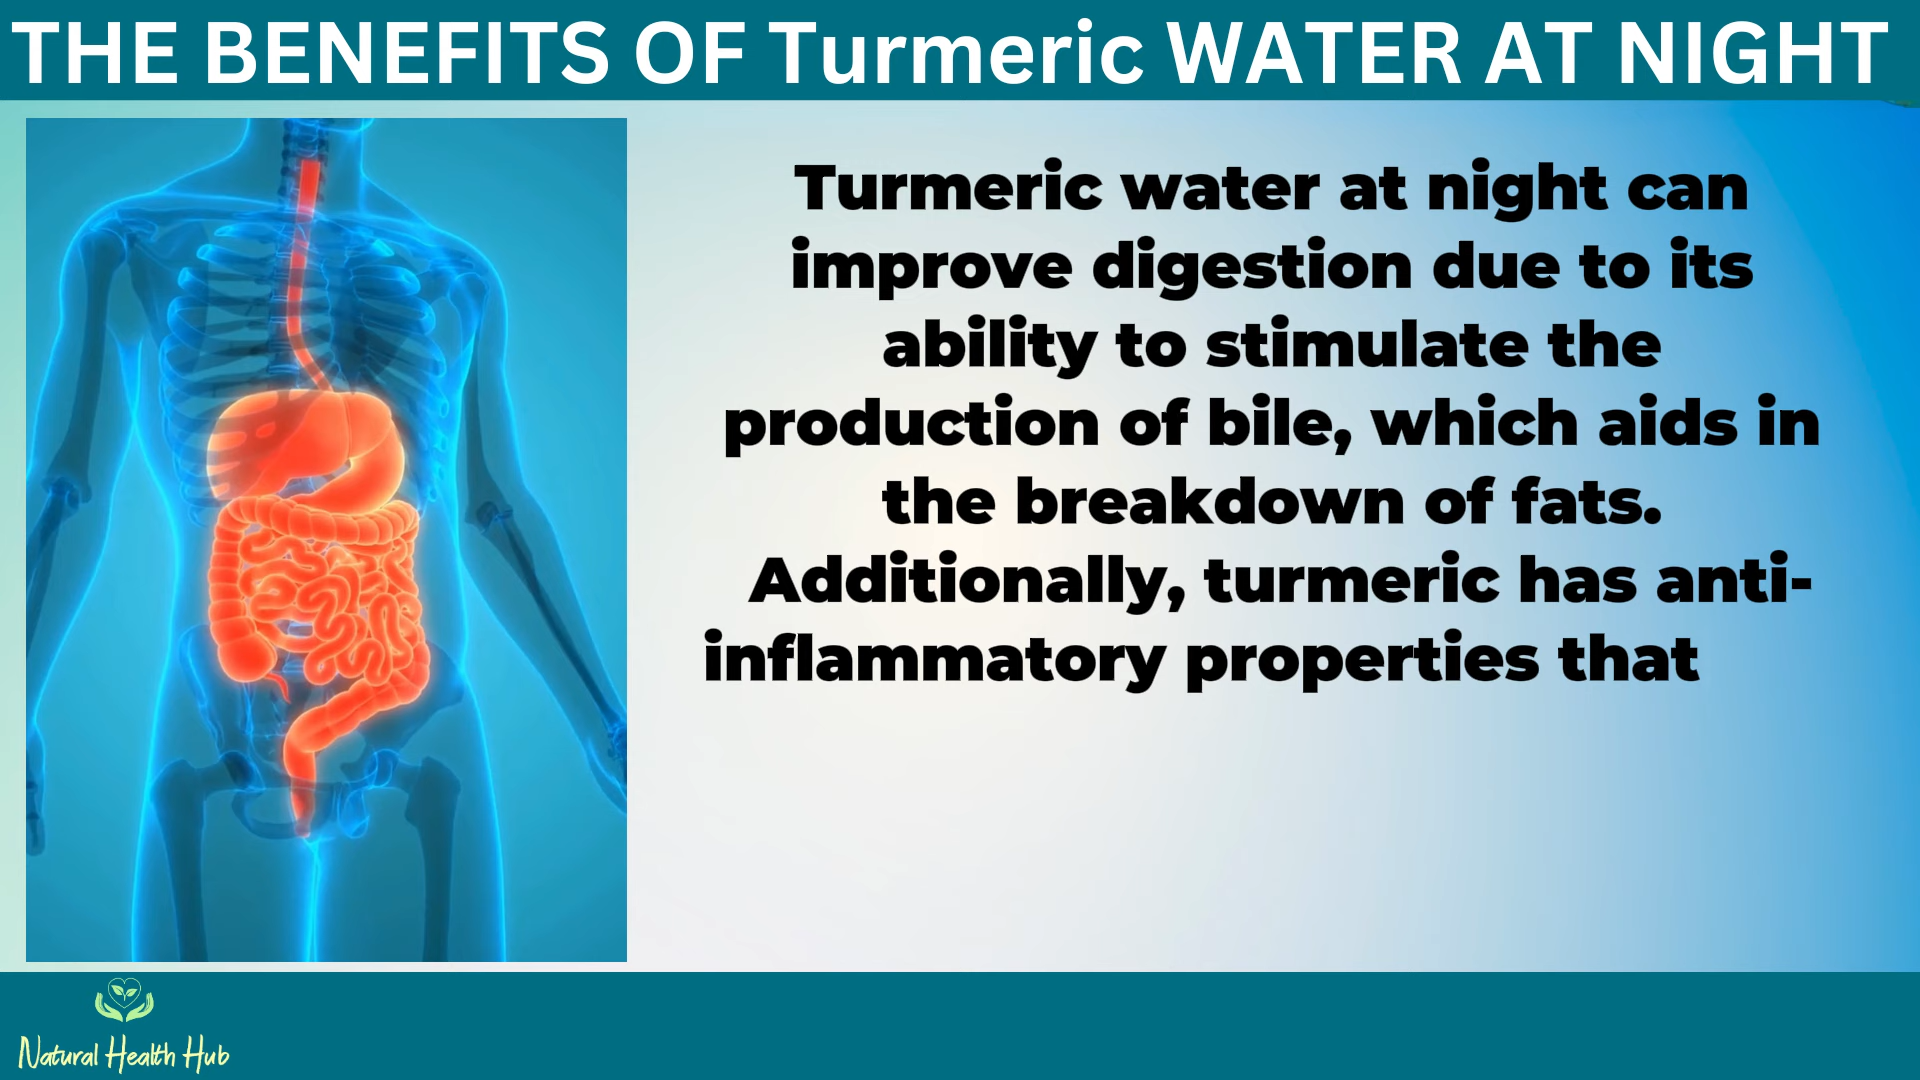 THE BENEFITS OF Turmeric WATER AT NIGHT
Turmeric water at night can
improve digestion due to its
ability to stimulate the
production of bile, which aids in
the breakdown of fats.
Additionally, turmeric has anti-
inflammatory properties that
Natural Health Hub